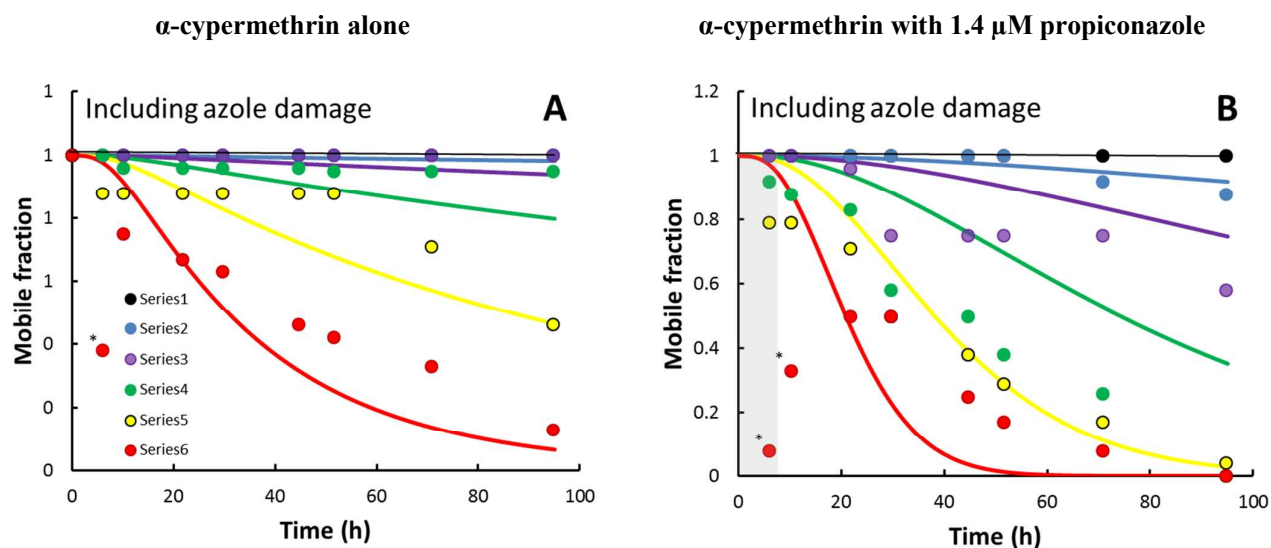 α-cypermethrin alone
α-cypermethrin with 1.4 µM propiconazole
Including azole damage
A
1
1
1
1
0
0
0
Mobile fraction
*
Series1
Series2
Series3
Series4
Series5
Series6
0 20 40 60 80 100
Time (h)
Including azole damage
B
1.2
1
0.8
0.6
0.4
0.2
0
Mobile fraction
*
*
0 20 40 60 80 100
Time (h)